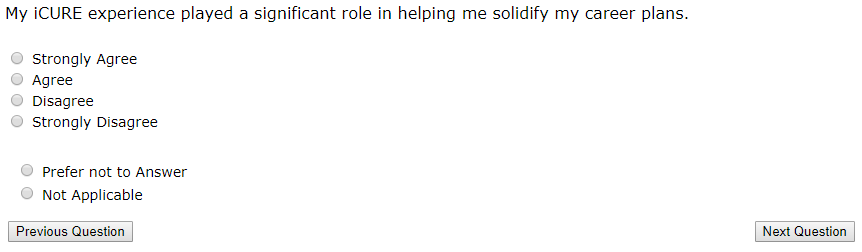 My iCURE experience played a significant role in helping me solidify my career plans.
Strongly Agree
Agree
Disagree
Strongly Disagree
Prefer not to Answer
Not Applicable
Previous Question
Next Question